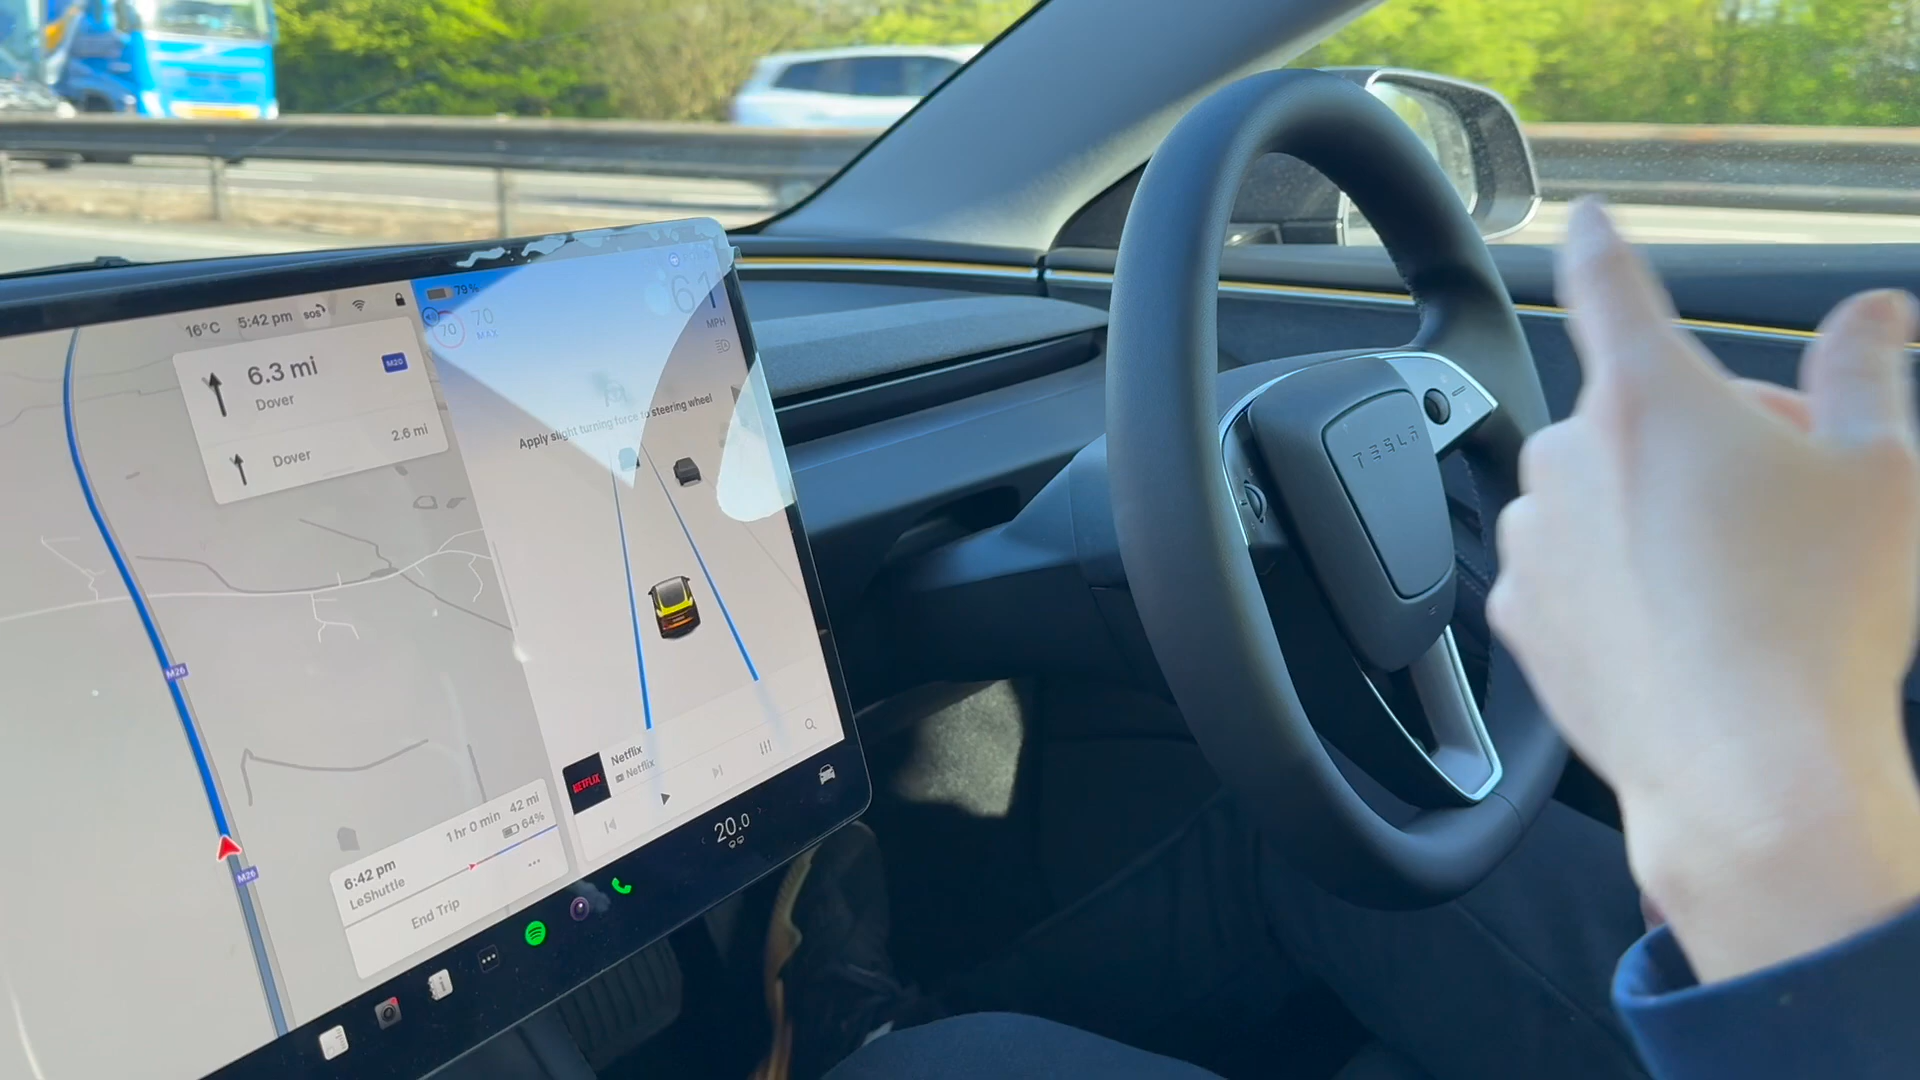 16°C 5:42 pm SOS
6.3 mi
M20
Dover
2.6 mi
Dover
79%
70
70
MAX
61
MPH
Apply slight turning force to steering wheel
M26
M26
Netflix
Netflix
NETFLIX
1 hr 0 min 42 mi
64%
6:42 pm
LeShuttle
End Trip
20.0
TESLA